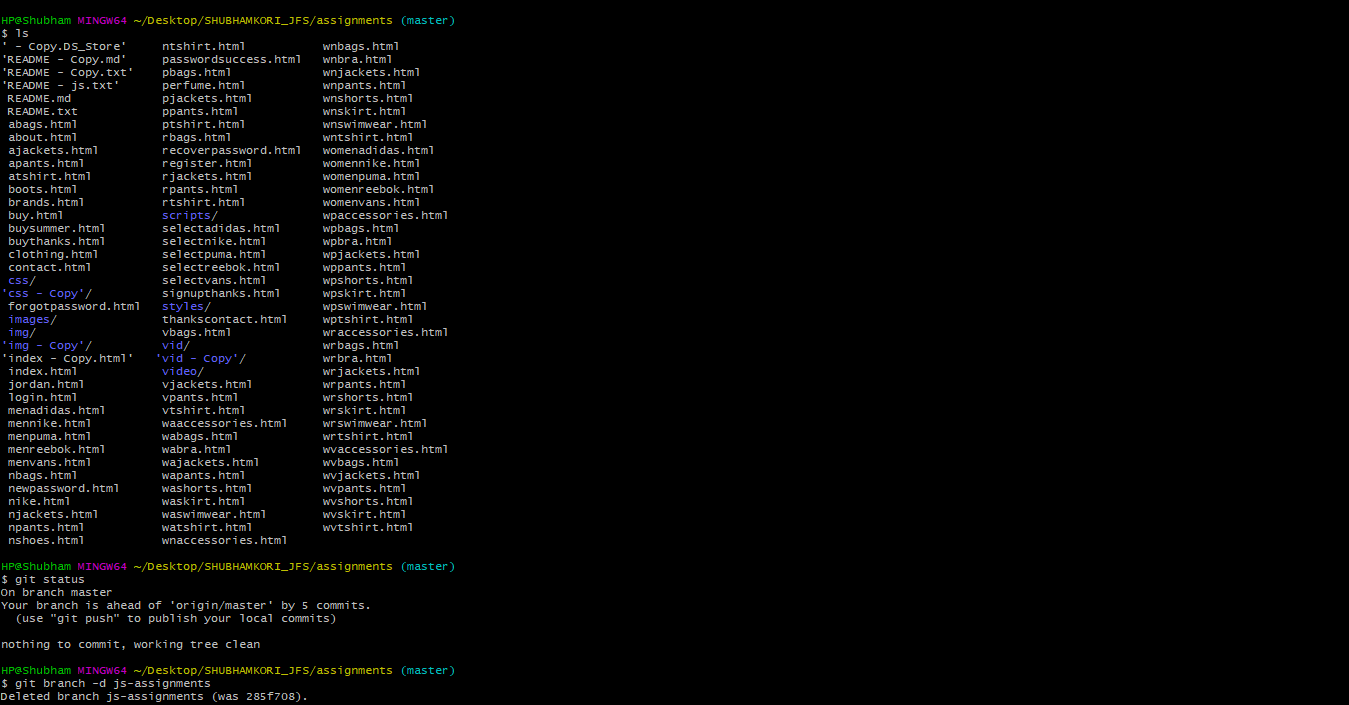 HP@Shubham MINGW64 ~/Desktop/SHUBHAMKORI_JFS/assignments (master)
$ ls
' - Copy.DS_Store' ntshirt.html wnbags.html
'README - Copy.md' passwordsuccess.html wnbra.html
'README - Copy.txt' pbags.html wnjackets.html
'README - js.txt' perfume.html wnpants.html
README.md pjackets.html wnshorts.html
README.txt ppants.html wnskirt.html
abags.html ptshirt.html wnswimwear.html
about.html rbags.html wntshirt.html
ajackets.html recoverpassword.html womenadidas.html
apants.html register.html womennike.html
atshirt.html rjackets.html womenpuma.html
boots.html rpants.html womenreebok.html
brands.html rtshirt.html womenvans.html
buy.html scripts/ wpaccessories.html
buysummer.html selectadidas.html wpbags.html
buythanks.html selectnike.html wpbra.html
clothing.html selectpuma.html wpjackets.html
contact.html selectreebok.html wppants.html
css/ selectvans.html wpshorts.html
'css - Copy'/ signupthanks.html wpskirt.html
forgotpassword.html styles/ wpswimwear.html
images/ thankscontact.html wptshirt.html
img/ vbags.html wraccessories.html
'img - Copy'/ vid/ wrbags.html
'index - Copy.html' 'vid - Copy'/ wrbra.html
index.html video/ wrjackets.html
jordan.html vjackets.html wrpants.html
login.html vpants.html wrshorts.html
menadidas.html vtshirt.html wrskirt.html
mennike.html waaccessories.html wrswimwear.html
menpuma.html wabags.html wrtshirt.html
menreebok.html wabra.html wvaccessories.html
menvans.html wajackets.html wvbags.html
nbags.html wapants.html wvjackets.html
newpassword.html washorts.html wvpants.html
nike.html waskirt.html wvshorts.html
njackets.html waswimwear.html wvskirt.html
npants.html watshirt.html wvtshirt.html
nshoes.html wnaccessories.html
HP@Shubham MINGW64 ~/Desktop/SHUBHAMKORI_JFS/assignments (master)
$ git status
On branch master
Your branch is ahead of 'origin/master' by 5 commits.
(use "git push" to publish your local commits)
nothing to commit, working tree clean
HP@Shubham MINGW64 ~/Desktop/SHUBHAMKORI_JFS/assignments (master)
$ git branch -d js-assignments
Deleted branch js-assignments (was 285f708).